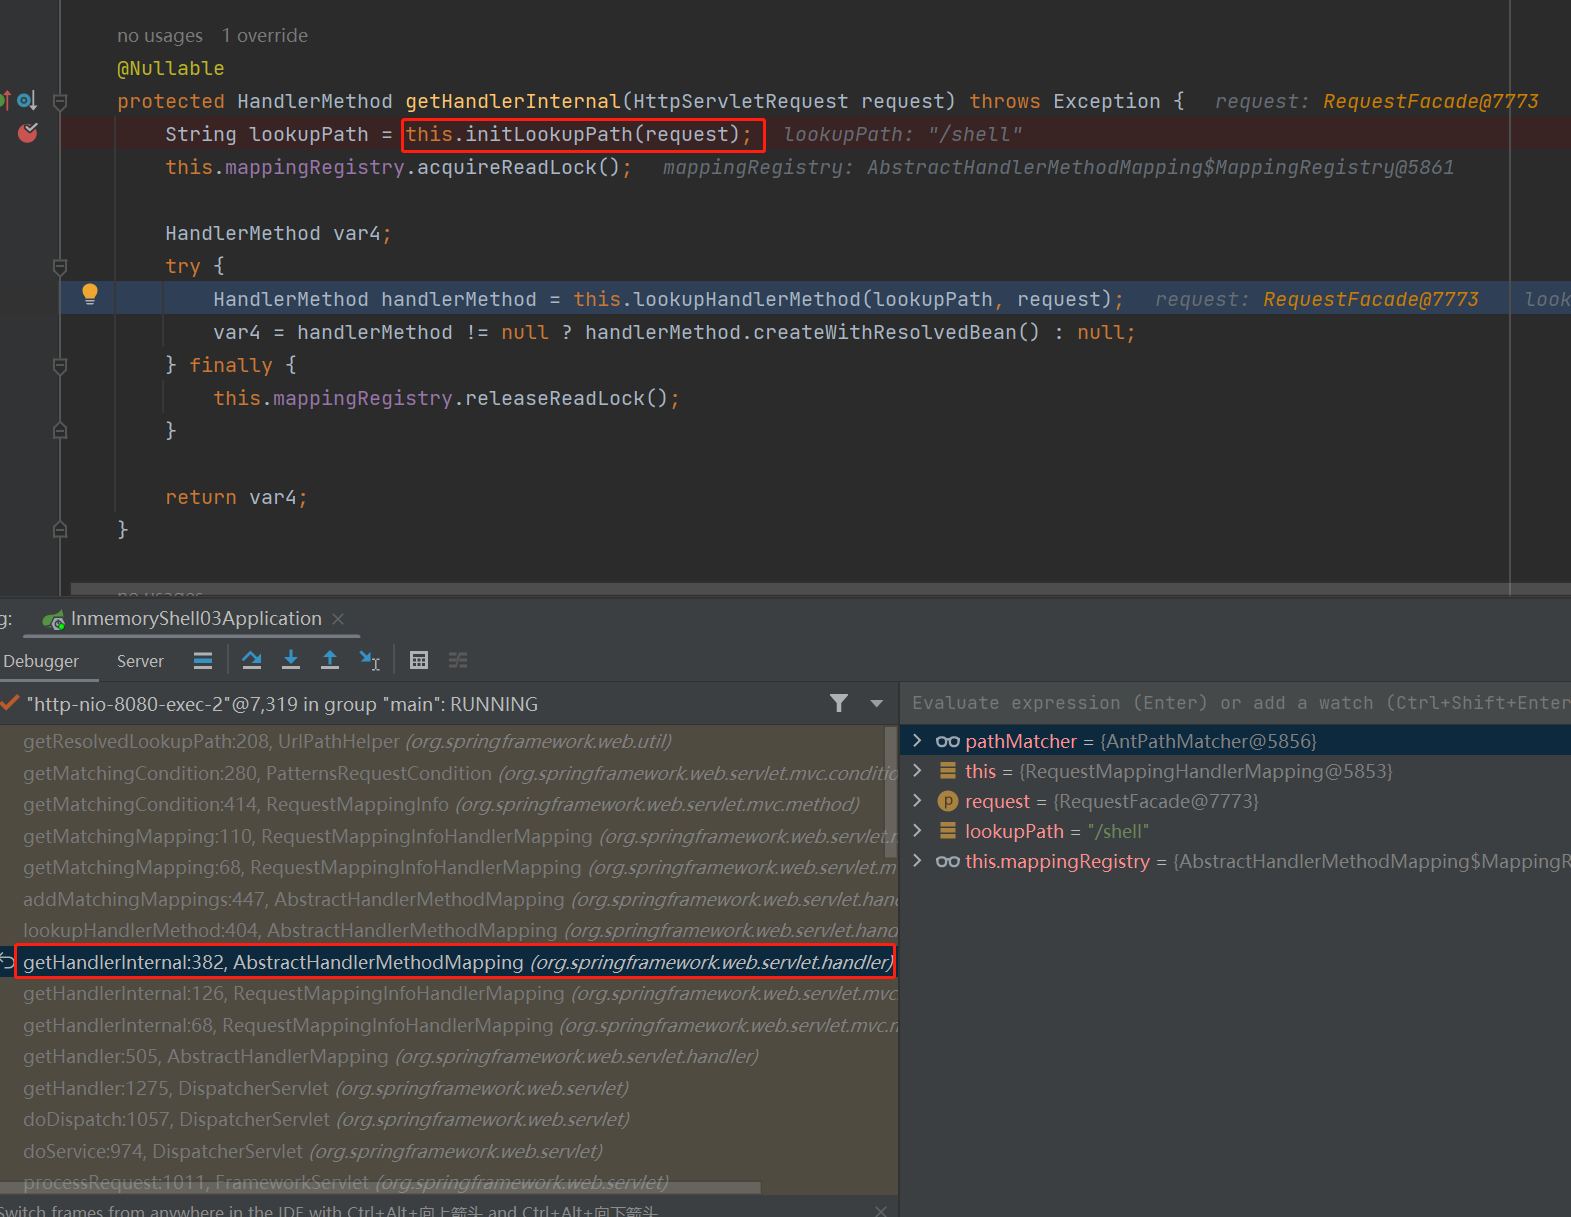 no usages 1 override
@Nullable
protected HandlerMethod getHandlerInternal(HttpServletRequest request) throws Exception { request: RequestFacade@7773
String lookupPath = this.initLookupPath(request); lookupPath: "/shell"
this.mappingRegistry.acquireReadLock(); mappingRegistry: AbstractHandlerMethodMapping$MappingRegistry@5861
HandlerMethod var4;
try {
HandlerMethod handlerMethod = this.lookupHandlerMethod(lookupPath, request); request: RequestFacade@7773 look
var4 = handlerMethod != null ? handlerMethod.createWithResolvedBean() : null;
} finally {
this.mappingRegistry.releaseReadLock();
}
return var4;
}
no usages
g: InmemoryShell03Application
Debugger Server
"http-nio-8080-exec-2"@7,319 in group "main": RUNNING
getResolvedLookupPath:208, UrlPathHelper (org.springframework.web.util)
getMatchingCondition:280, PatternsRequestCondition (org.springframework.web.servlet.mvc.conditio
getMatchingCondition:414, RequestMappingInfo (org.springframework.web.servlet.mvc.method)
getMatchingMapping:110, RequestMappingInfoHandlerMapping (org.springframework.web.servlet.m
getMatchingMapping:68, RequestMappingInfoHandlerMapping (org.springframework.web.servlet.m
addMatchingMappings:447, AbstractHandlerMethodMapping (org.springframework.web.servlet.hand
lookupHandlerMethod:404, AbstractHandlerMethodMapping (org.springframework.web.servlet.hand
getHandlerInternal:382, AbstractHandlerMethodMapping (org.springframework.web.servlet.handler)
getHandlerInternal:126, RequestMappingInfoHandlerMapping (org.springframework.web.servlet.mvc
getHandlerInternal:68, RequestMappingInfoHandlerMapping (org.springframework.web.servlet.mvc.m
getHandler:505, AbstractHandlerMapping (org.springframework.web.servlet.handler)
getHandler:1275, DispatcherServlet (org.springframework.web.servlet)
doDispatch:1057, DispatcherServlet (org.springframework.web.servlet)
doService:974, DispatcherServlet (org.springframework.web.servlet)
processRequest:1011, FrameworkServlet (org.springframework.web.servlet)
Switch frames from anywhere in the IDE with Ctrl+Alt+向上箭头 and Ctrl+Alt+向下箭头
Evaluate expression (Enter) or add a watch (Ctrl+Shift+Enter
pathMatcher = {AntPathMatcher@5856}
this = {RequestMappingHandlerMapping@5853}
p request = {RequestFacade@7773}
lookupPath = "/shell"
this.mappingRegistry = {AbstractHandlerMethodMapping$MappingR